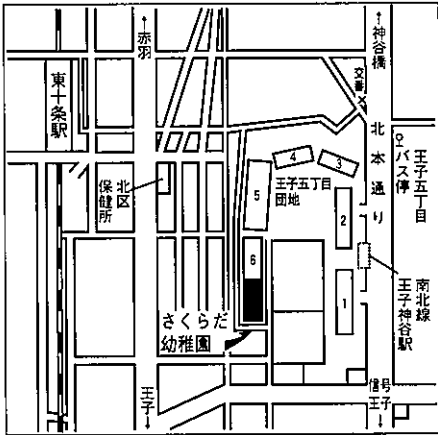 ↑赤羽
↑神谷橋
東十条駅
交番
北本通り
王子五丁目
バス停
北区
保健所
4
3
王子五丁目
団地
5
2
6
1
南北線
王子神谷駅
さくらだ
幼稚園
信号
王子↓
王子↓